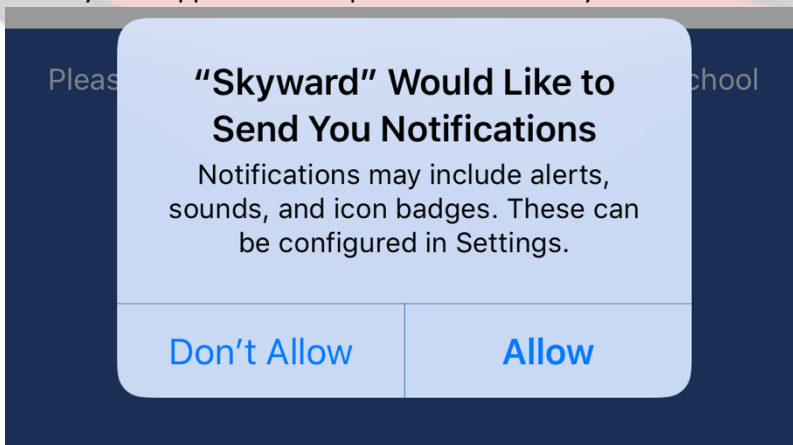 “Skyward” Would Like to
Send You Notifications
Notifications may include alerts,
sounds, and icon badges. These can
be configured in Settings.
Don’t Allow
Allow